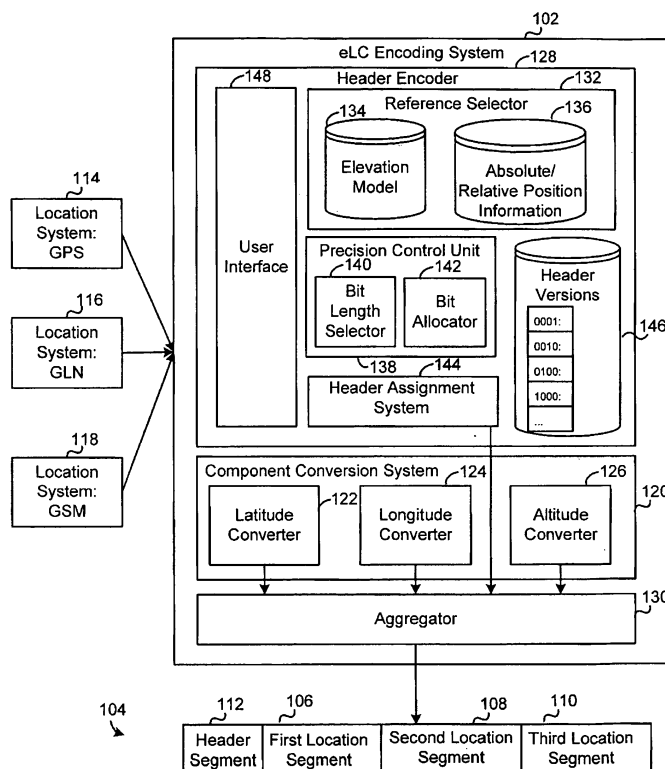 102
eLC Encoding System
128
148
Header Encoder
132
Reference Selector
134
136
Elevation
Model
Absolute/
Relative Position
Information
114
Location
System:
GPS
User
Interface
Precision Control Unit
140
142
Bit
Length
Selector
Bit
Allocator
Header
Versions
0001:
0010:
0100:
1000:
...
146
116
Location
System:
GLN
138
144
Header Assignment
System
118
Location
System:
GSM
Component Conversion System
124
126
120
Latitude
Converter
122
Longitude
Converter
Altitude
Converter
130
Aggregator
104
112
106
108
110
Header
Segment
First Location
Segment
Second Location
Segment
Third Location
Segment